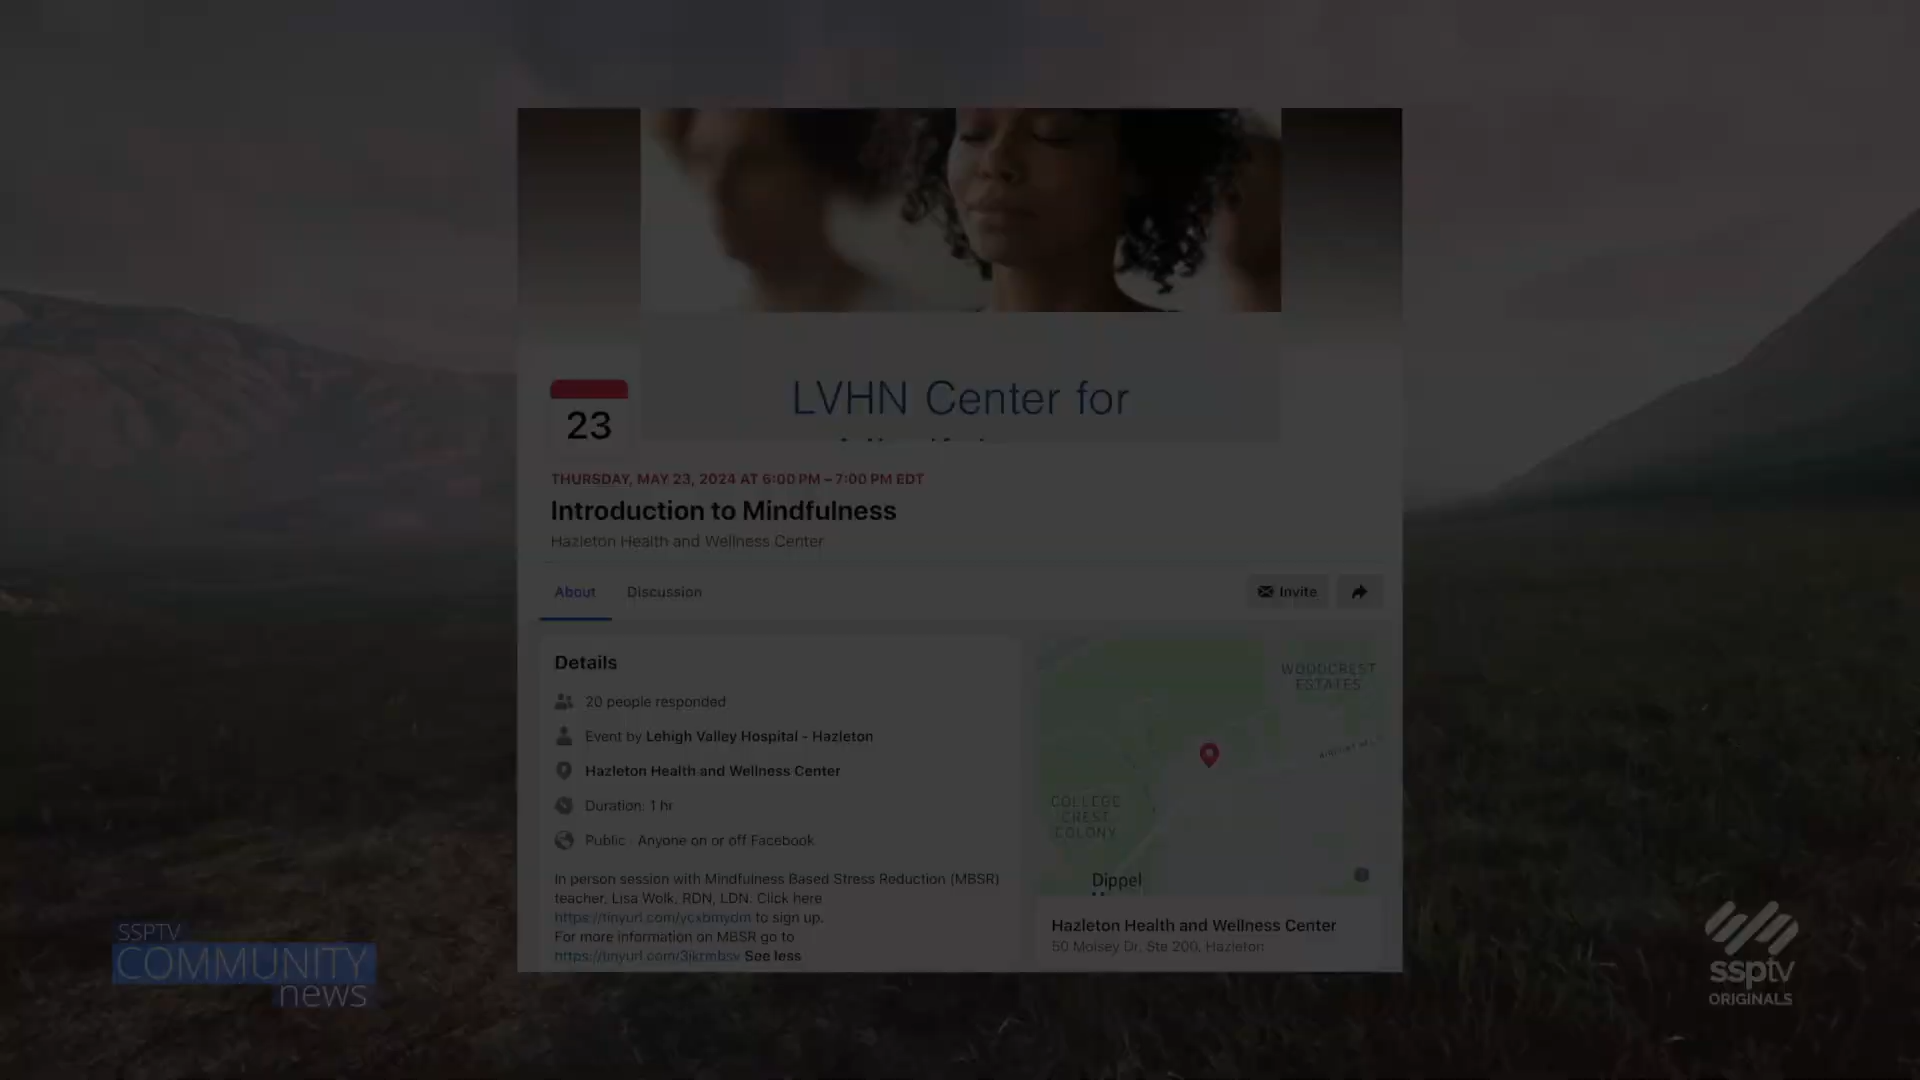 LVHN Center for
23
THURSDAY, MAY 23, 2024 AT 6:00 PM – 7:00 PM EDT
Introduction to Mindfulness
Hazleton Health and Wellness Center
About
Discussion
Invite
Details
20 people responded
Event by Lehigh Valley Hospital - Hazleton
Hazleton Health and Wellness Center
Duration: 1 hr
Public · Anyone on or off Facebook
In person session with Mindfulness Based Stress Reduction (MBSR)
teacher, Lisa Wolk, RDN, LDN. Click here
to sign up.
For more information on MBSR go to
See less
WOODCREST
ESTATES
COLLEGE
CREST
COLONY
Dippel
Hazleton Health and Wellness Center
50 Moisey Dr, Ste 200, Hazleton
SSPTV
COMMUNITY
news
ssptv
ORIGINALS